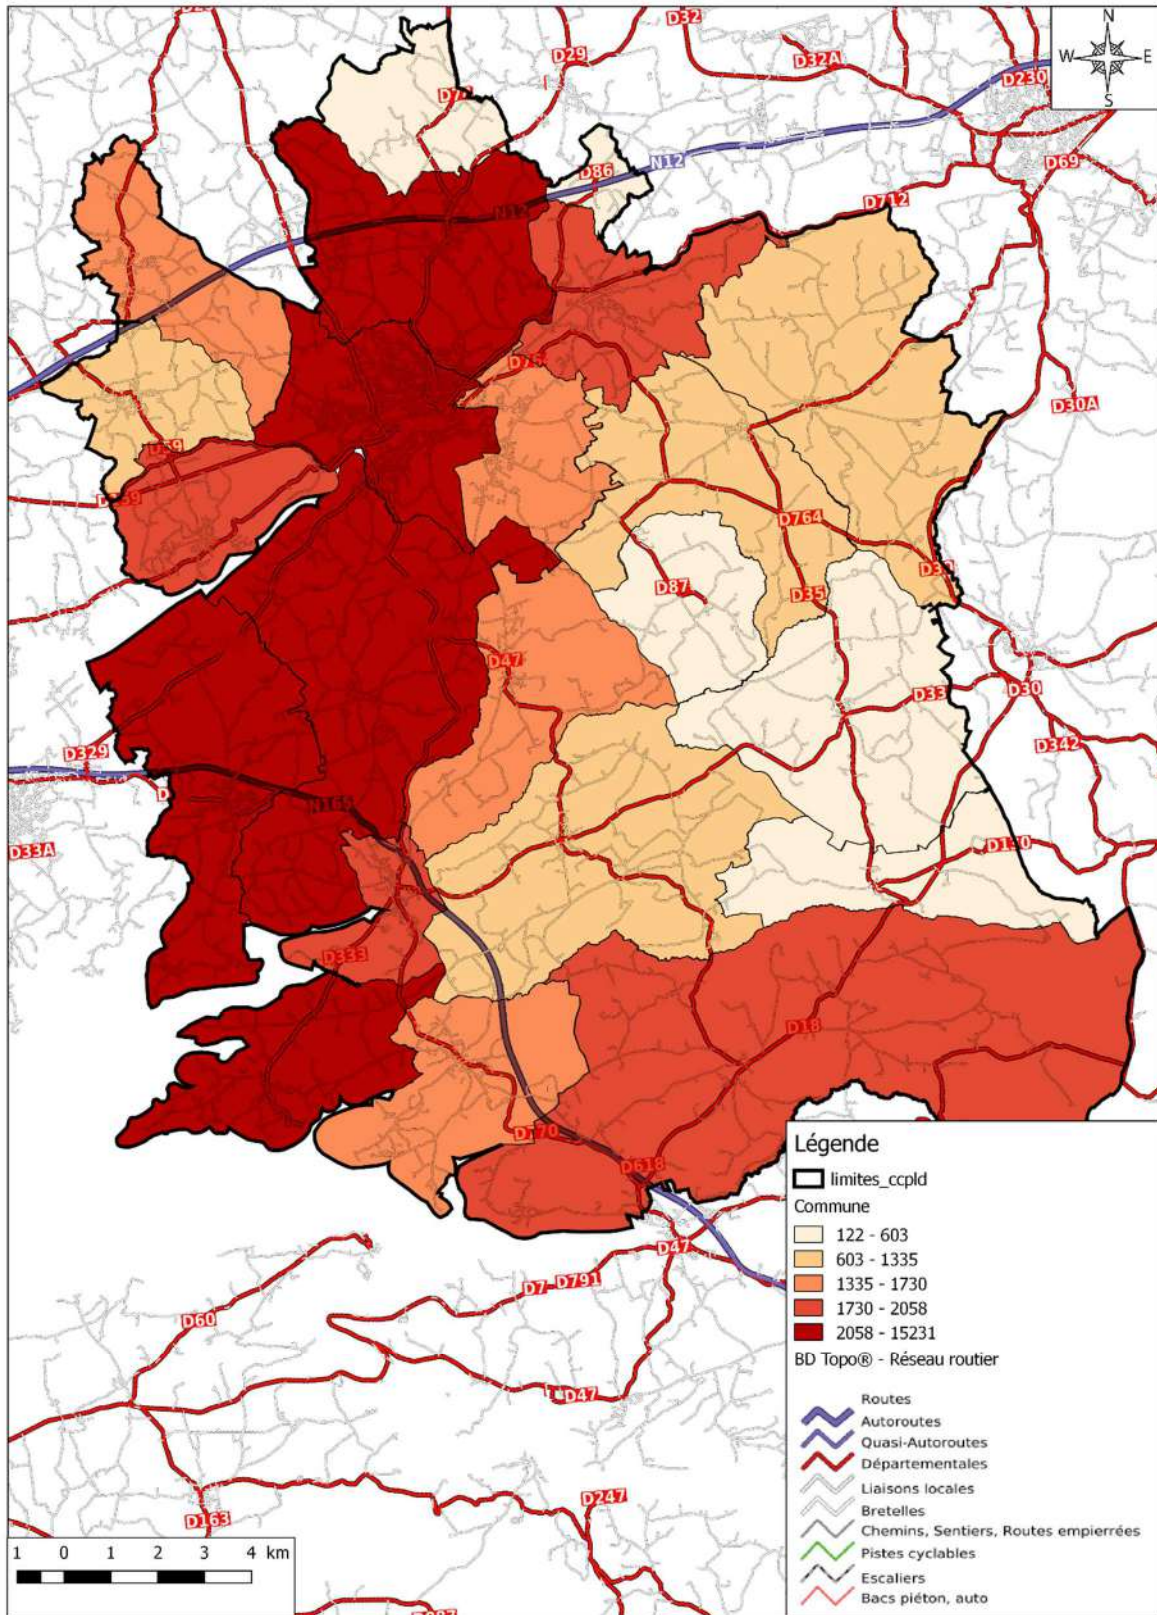 D32
N
D29
D32A
W
E
D230
S
D86
N12
D69
D712
N12
D30A
D764
D87
D35
D30
D47
D33
D30
D329
D342
N165
D33A
D333
D18
D170
D618
Légende
limites_ccpld
Commune
122 - 603
603 - 1335
1335 - 1730
1730 - 2058
2058 - 15231
BD Topo® - Réseau routier
Routes
Autoroutes
Quasi-Autoroutes
Départementales
Liaisons locales
Bretelles
Chemins, Sentiers, Routes empierrées
Pistes cyclables
Escaliers
Bacs piéton, auto
D47
D7
D791
D60
D47
D247
D163
1 0 1 2 3 4 km